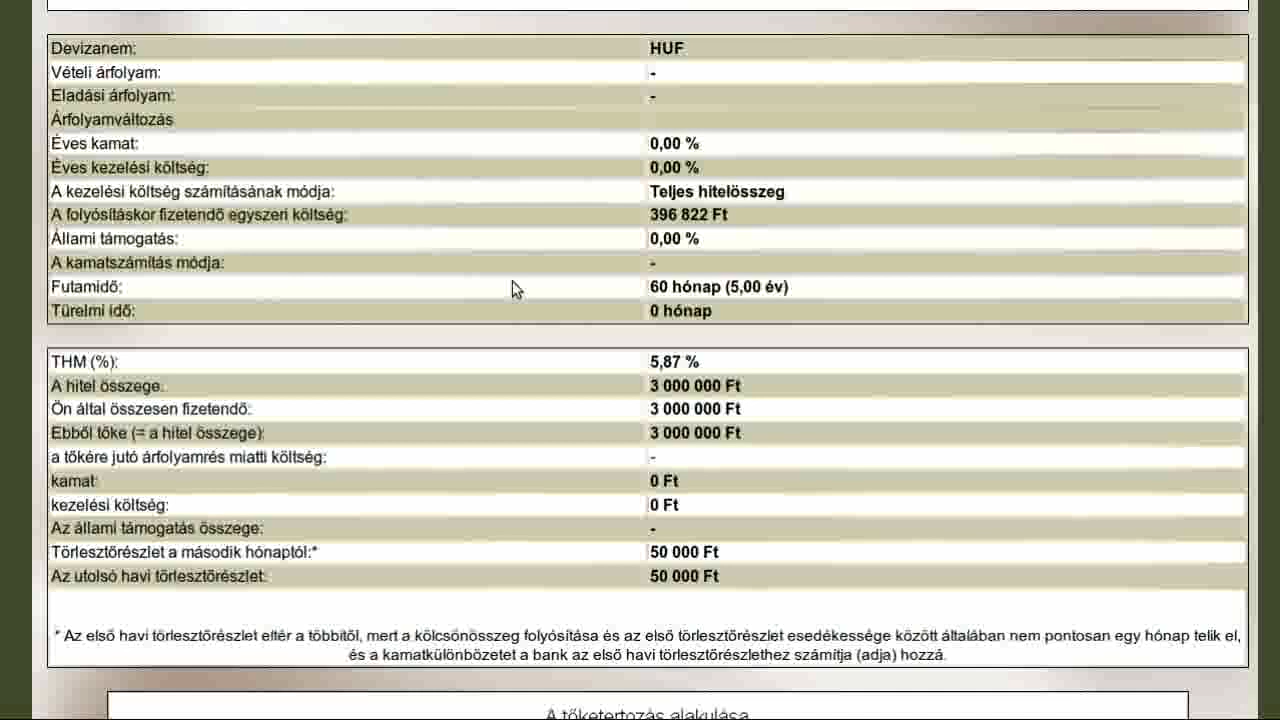 Devizanem: HUF
Vételi árfolyam: -
Eladási árfolyam: -
Árfolyamváltozás
Éves kamat: 0,00 %
Éves kezelési költség: 0,00 %
A kezelési költség számításának módja: Teljes hitelösszeg
A folyósításkor fizetendő egyszeri költség: 396 822 Ft
Állami támogatás: 0,00 %
A kamatszámítás módja: -
Futamidő: 60 hónap (5,00 év)
Türelmi idő: 0 hónap
THM (%): 5,87 %
A hitel összege: 3 000 000 Ft
Ön által összesen fizetendő: 3 000 000 Ft
Ebből tőke (= a hitel összege): 3 000 000 Ft
a tőkére jutó árfolyamrés miatti költség: -
kamat: 0 Ft
kezelési költség: 0 Ft
Az állami támogatás összege: -
Törlesztőrészlet a második hónaptól:* 50 000 Ft
Az utolsó havi törlesztőrészlet: 50 000 Ft
* Az első havi törlesztőrészlet eltér a többitől, mert a kölcsönösszeg folyósítása és az első törlesztőrészlet esedékessége között általában nem pontosan egy hónap telik el,
és a kamatkülönbözetet a bank az első havi törlesztőrészlethez számítja (adja) hozzá.
A tőketartozás alakulása